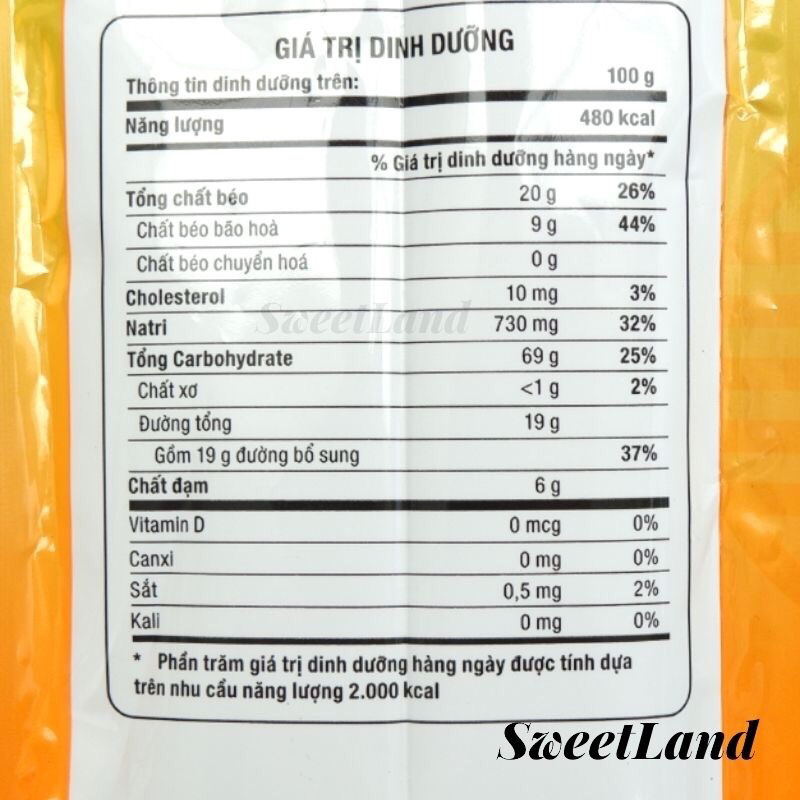 GIÁ TRỊ DINH DƯỠNG
Thông tin dinh dưỡng trên: 100 g
Năng lượng 480 kcal
% Giá trị dinh dưỡng hàng ngày*
Tổng chất béo 20 g 26%
Chất béo bão hoà 9 g 44%
Chất béo chuyển hoá 0 g
Cholesterol 10 mg 3%
SweetLand
Natri 730 mg 32%
Tổng Carbohydrate 69 g 25%
Chất xơ <1 g 2%
Đường tổng 19 g
Gồm 19 g đường bổ sung 37%
Chất đạm 6 g
Vitamin D 0 mcg 0%
Canxi 0 mg 0%
Sắt 0,5 mg 2%
Kali 0 mg 0%
* Phần trăm giá trị dinh dưỡng hàng ngày được tính dựa
trên nhu cầu năng lượng 2.000 kcal
SweetLand